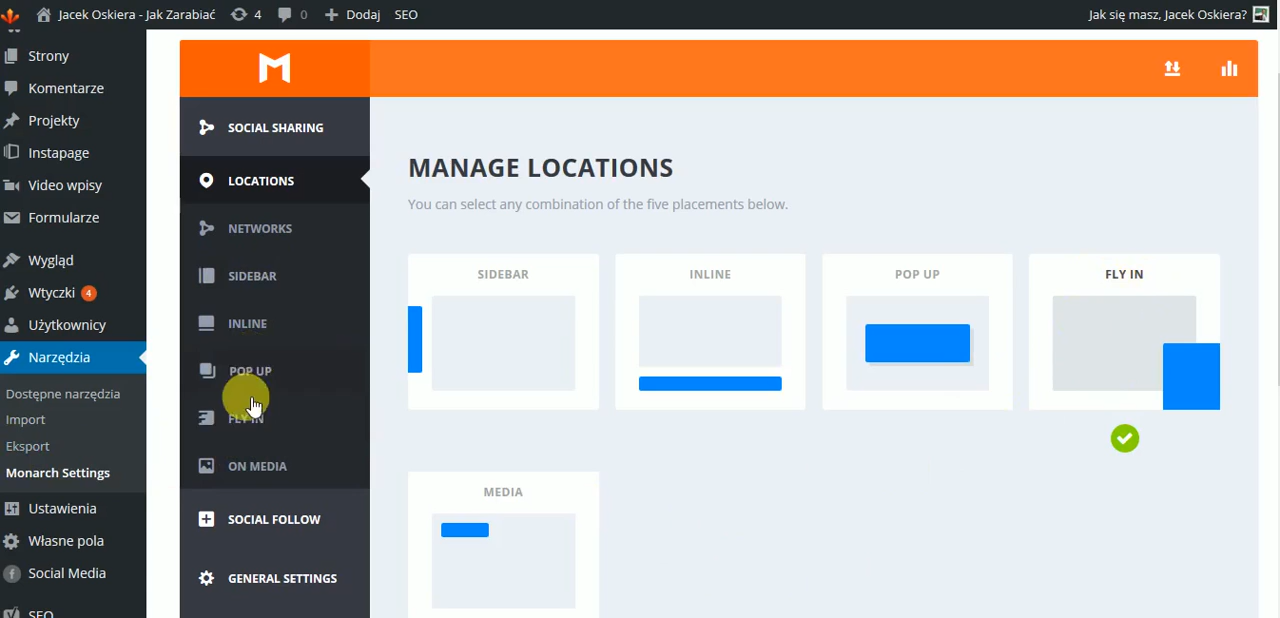 Jacek Oskiera - Jak Zarabiać
4
0
Dodaj
SEO
Jak się masz, Jacek Oskiera?
Strony
Komentarze
Projekty
Instapage
Video wpisy
Formularze
Wygląd
Wtyczki 4
Użytkownicy
Narzędzia
Dostępne narzędzia
Import
Eksport
Monarch Settings
Ustawienia
Własne pola
Social Media
SEO
SOCIAL SHARING
LOCATIONS
NETWORKS
SIDEBAR
INLINE
POP UP
FLY IN
ON MEDIA
SOCIAL FOLLOW
GENERAL SETTINGS
MANAGE LOCATIONS
You can select any combination of the five placements below.
SIDEBAR
INLINE
POP UP
FLY IN
MEDIA